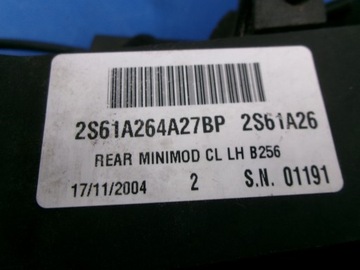 2S61A264A27BP 2S61A26
REAR MINIMOD CL LH B256
17/11/2004 2 S.N. 01191